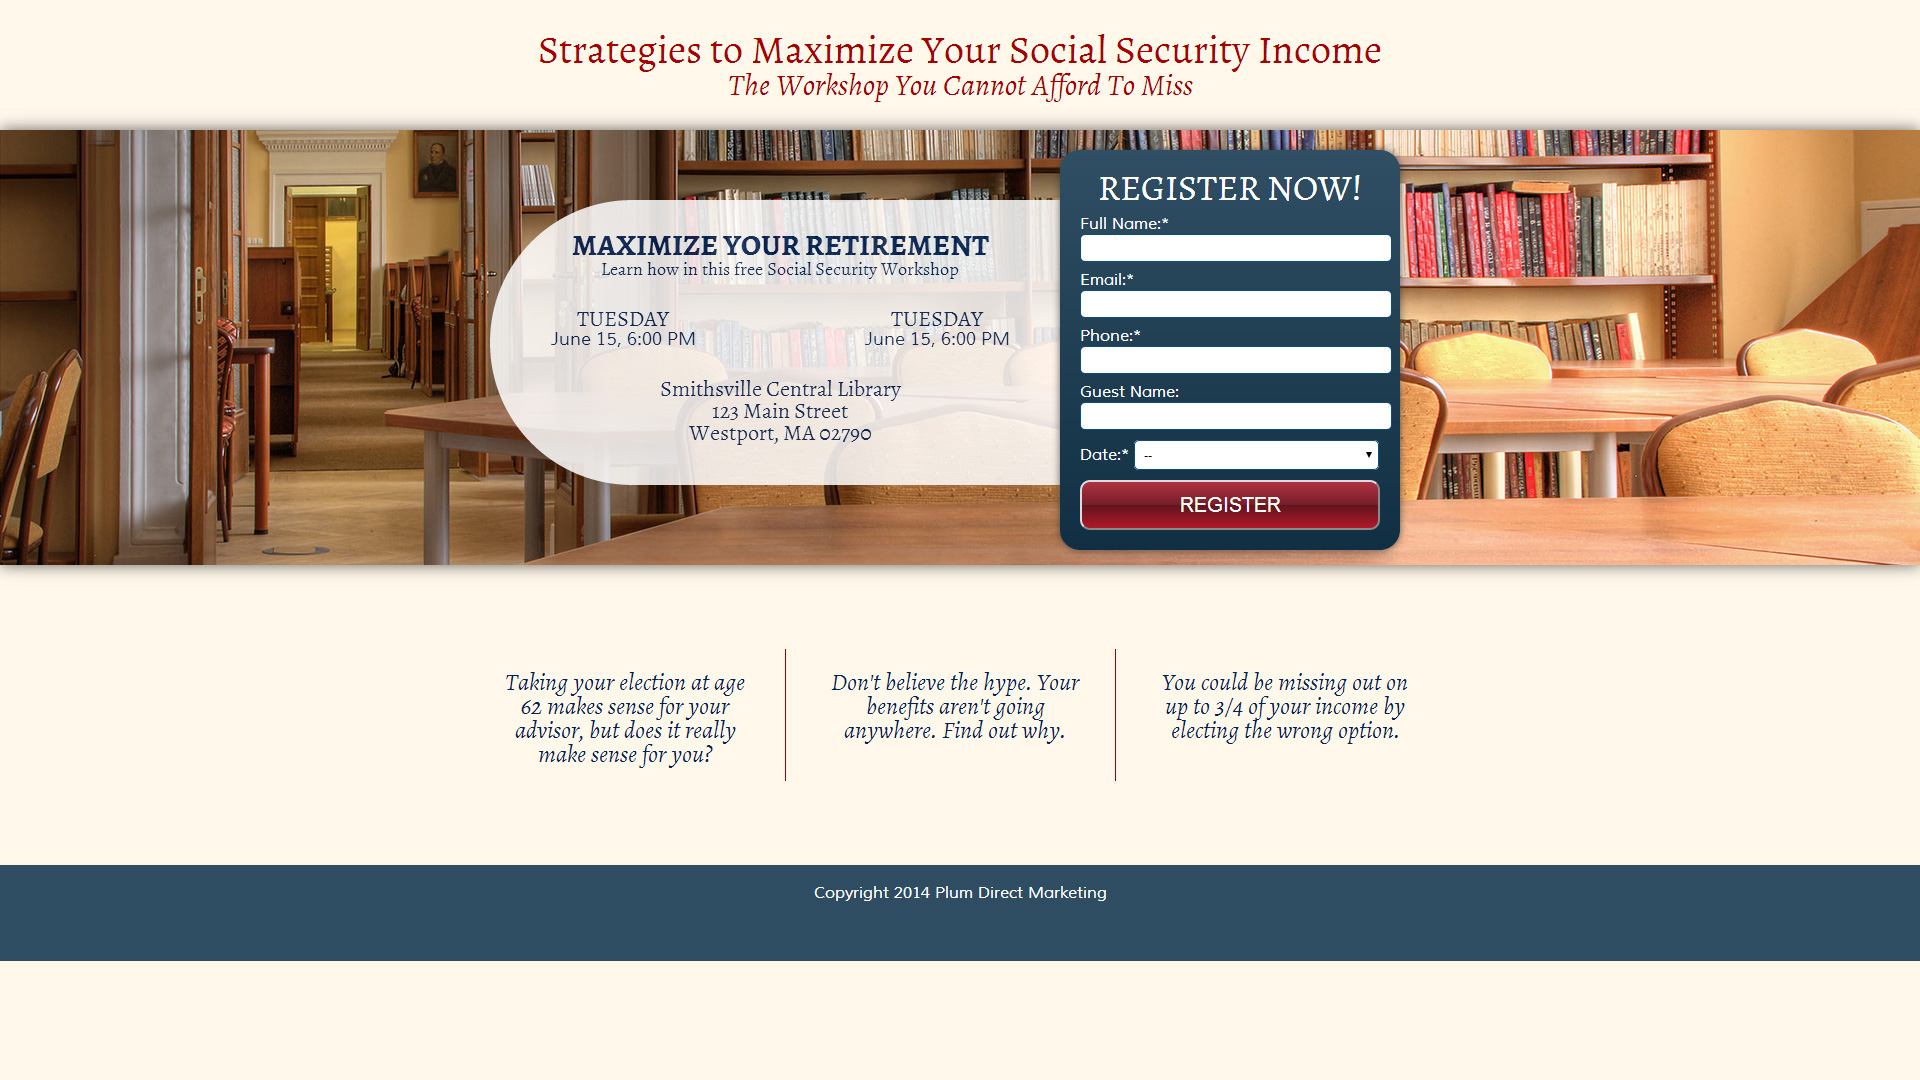 Strategies to Maximize Your Social Security Income
The Workshop You Cannot Afford To Miss
MAXIMIZE YOUR RETIREMENT
Learn how in this free Social Security Workshop
TUESDAY
June 15, 6:00 PM
TUESDAY
June 15, 6:00 PM
Smithsville Central Library
123 Main Street
Westport, MA 02790
REGISTER NOW!
Full Name:*
Email:*
Phone:*
Guest Name:
Date:* --
REGISTER
Taking your election at age
62 makes sense for your
advisor, but does it really
make sense for you?
Don't believe the hype. Your
benefits aren't going
anywhere. Find out why.
You could be missing out on
up to 3/4 of your income by
electing the wrong option.
Copyright 2014 Plum Direct Marketing